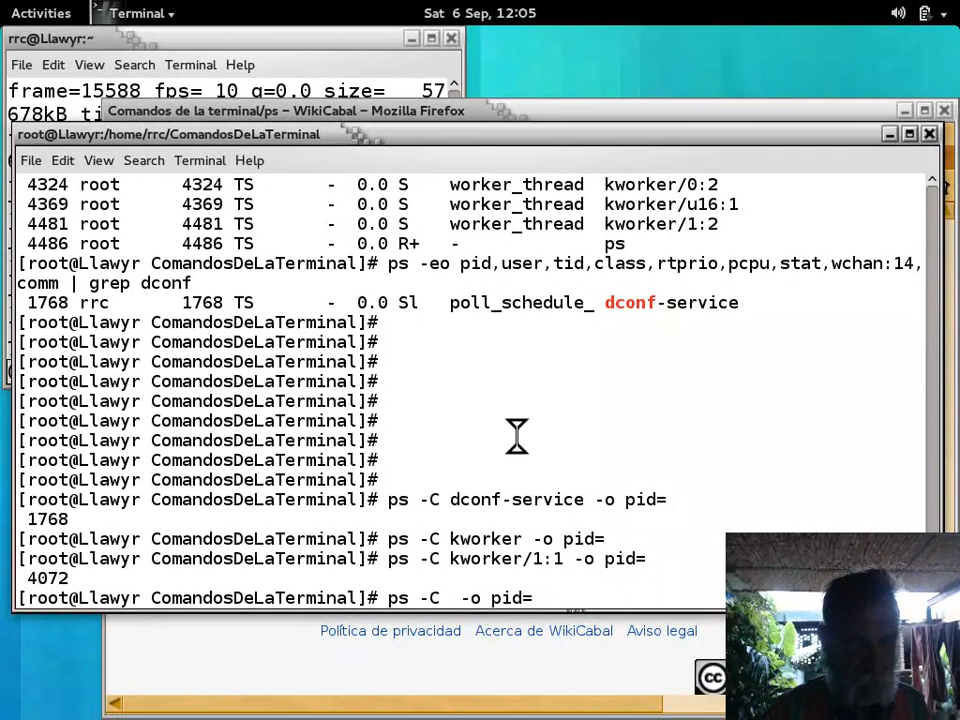 Activities Terminal Sat 6 Sep, 12:05
rrc@Llawyr:~
File Edit View Search Terminal Help
frame=15588 fps= 10 q=0.0 size= 57
678kB ti
Comandos de la terminal/ps – WikiCabal – Mozilla Firefox
root@Llawyr:/home/rrc/ComandosDeLaTerminal
File Edit View Search Terminal Help
4324 root 4324 TS - 0.0 S worker_thread kworker/0:2
4369 root 4369 TS - 0.0 S worker_thread kworker/u16:1
4481 root 4481 TS - 0.0 S worker_thread kworker/1:2
4486 root 4486 TS - 0.0 R+ - ps
[root@Llawyr ComandosDeLaTerminal]# ps -eo pid,user,tid,class,rtprio,pcpu,stat,wchan:14,
comm | grep dconf
1768 rrc 1768 TS - 0.0 Sl poll_schedule_ dconf-service
[root@Llawyr ComandosDeLaTerminal]#
[root@Llawyr ComandosDeLaTerminal]#
[root@Llawyr ComandosDeLaTerminal]#
[root@Llawyr ComandosDeLaTerminal]#
[root@Llawyr ComandosDeLaTerminal]#
[root@Llawyr ComandosDeLaTerminal]#
[root@Llawyr ComandosDeLaTerminal]#
[root@Llawyr ComandosDeLaTerminal]#
[root@Llawyr ComandosDeLaTerminal]#
[root@Llawyr ComandosDeLaTerminal]# ps -C dconf-service -o pid=
1768
[root@Llawyr ComandosDeLaTerminal]# ps -C kworker -o pid=
[root@Llawyr ComandosDeLaTerminal]# ps -C kworker/1:1 -o pid=
4072
[root@Llawyr ComandosDeLaTerminal]# ps -C  -o pid=
Política de privacidad Acerca de WikiCabal Aviso legal
cc